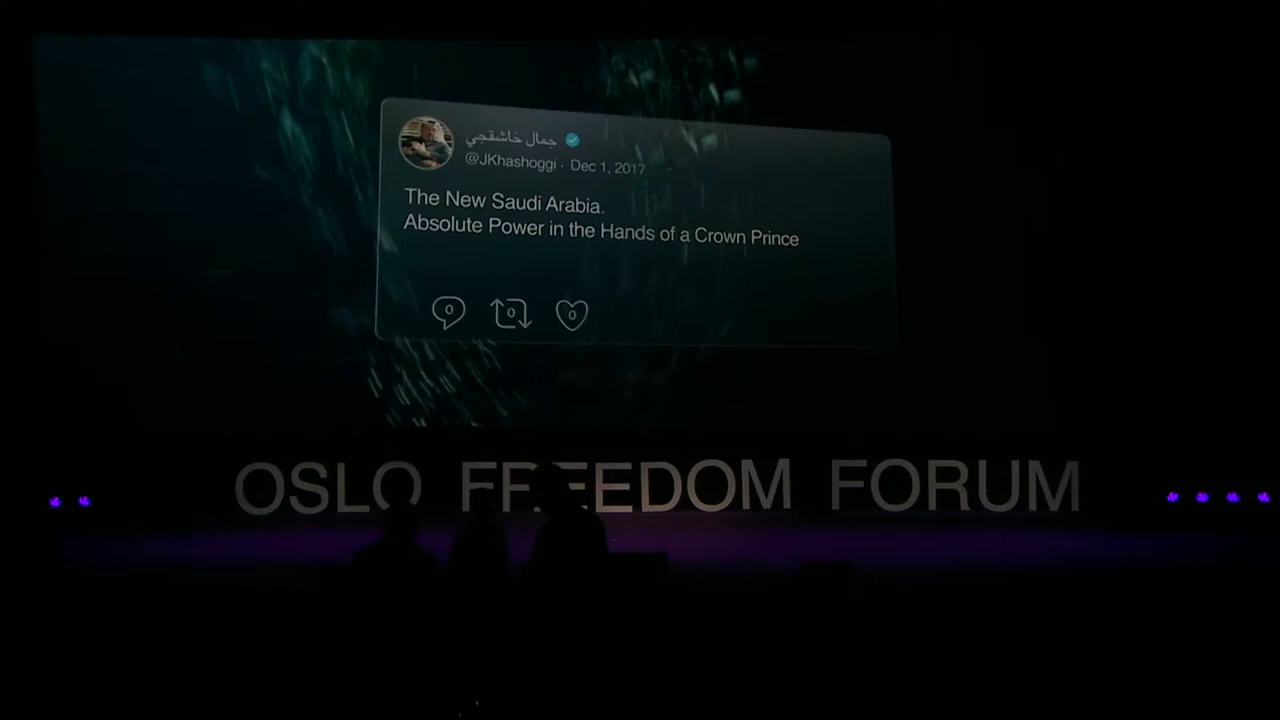 جمال خاشقجي
@JKhashoggi · Dec 1, 2017
The New Saudi Arabia.
Absolute Power in the Hands of a Crown Prince
0 0 0
OSLO FREEDOM FORUM